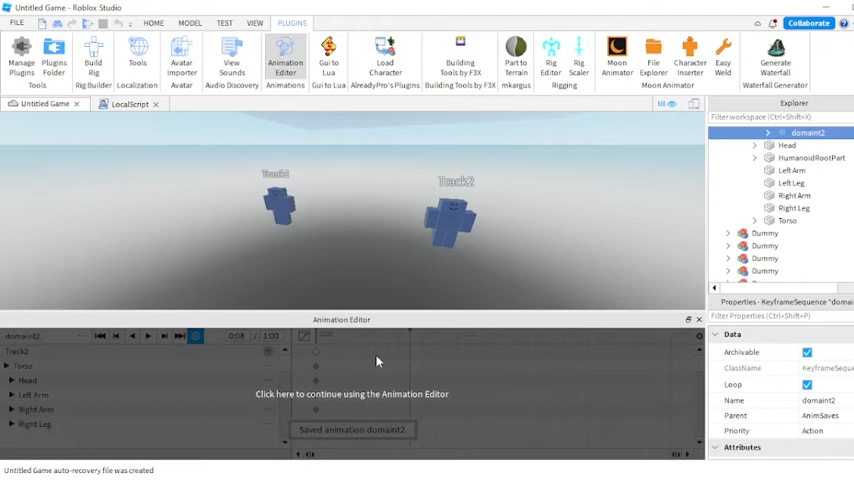 Untitled Game - Roblox Studio
FILE HOME MODEL TEST VIEW PLUGINS Collaborate
Manage Plugins
Plugins Folder
Build Rig
Tools
Avatar Importer
View Sounds
Animation Editor
Gui to Lua
Load Character
Building Tools by F3X
Part to Terrain
Rig Editor
Rig Scaler
Moon Animator
File Explorer
Character Inserter
Easy Weld
Generate Waterfall
Tools Rig Builder Localization Avatar Audio Discovery Animations Gui to Lua AlreadyPro's Plugins Building Tools by F3X mkargus Rigging Moon Animator Waterfall Generator
Untitled Game × LocalScript × UI
Explorer
Filter workspace (Ctrl+Shift+X)
domaint2
Head
HumanoidRootPart
Left Arm
Left Leg
Right Arm
Right Leg
Torso
Dummy
Dummy
Dummy
Dummy
Track1
Track2
Animation Editor
domaint2 0:08 / 1:00
Track2
Torso
Head
Left Arm
Right Arm
Right Leg
Click here to continue using the Animation Editor
Saved animation domaint2
Properties - KeyframeSequence "domai
Filter Properties (Ctrl+Shift+P)
Data
Archivable
ClassName KeyframeSeque
Loop
Name domaint2
Parent AnimSaves
Priority Action
Attributes
Untitled Game auto-recovery file was created